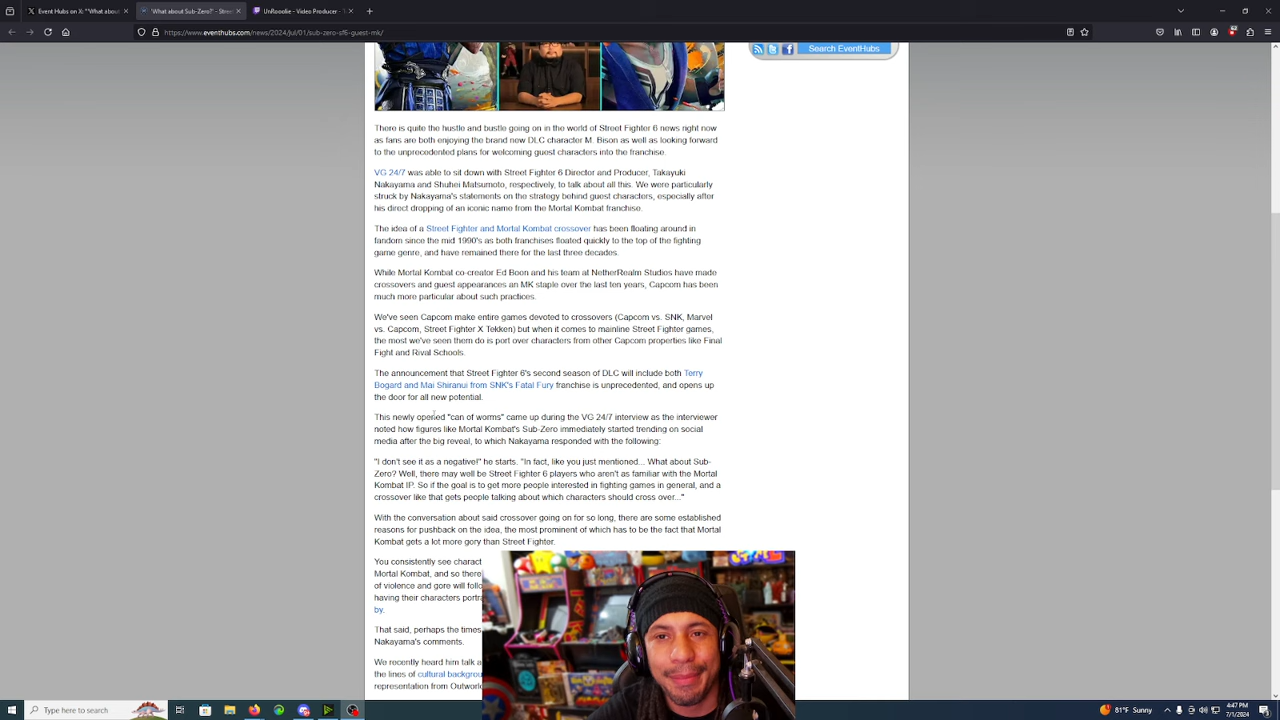 Event Hubs on X: "What about
"What about Sub-Zero?" - Street
UnRooolie - Video Producer -
https://www.eventhubs.com/news/2024/jul/01/sub-zero-sf6-guest-mk/
Search EventHubs
There is quite the hustle and bustle going on in the world of Street Fighter 6 news right now
as fans are both enjoying the brand new DLC character M. Bison as well as looking forward
to the unprecedented plans for welcoming guest characters into the franchise.
VG 24/7 was able to sit down with Street Fighter 6 Director and Producer, Takayuki
Nakayama and Shuhei Matsumoto, respectively, to talk about all this. We were particularly
struck by Nakayama's statements on the strategy behind guest characters, especially after
his direct dropping of an iconic name from the Mortal Kombat franchise.
The idea of a Street Fighter and Mortal Kombat crossover has been floating around in
fandom since the mid 1990's as both franchises floated quickly to the top of the fighting
game genre, and have remained there for the last three decades.
While Mortal Kombat co-creator Ed Boon and his team at NetherRealm Studios have made
crossovers and guest appearances an MK staple over the last ten years, Capcom has been
much more particular about such practices.
We've seen Capcom make entire games devoted to crossovers (Capcom vs. SNK, Marvel
vs. Capcom, Street Fighter X Tekken) but when it comes to mainline Street Fighter games,
the most we've seen them do is port over characters from other Capcom properties like Final
Fight and Rival Schools.
The announcement that Street Fighter 6's second season of DLC will include both Terry
Bogard and Mai Shiranui from SNK's Fatal Fury franchise is unprecedented, and opens up
the door for all new potential.
This newly opened "can of worms" came up during the VG 24/7 interview as the interviewer
noted how figures like Mortal Kombat's Sub-Zero immediately started trending on social
media after the big reveal, to which Nakayama responded with the following:
"I don't see it as a negative!" he starts. "In fact, like you just mentioned... What about Sub-
Zero? Well, there may well be Street Fighter 6 players who aren't as familiar with the Mortal
Kombat IP. So if the goal is to get more people interested in fighting games in general, and a
crossover like that gets people talking about which characters should cross over..."
With the conversation about said crossover going on for so long, there are some established
reasons for pushback on the idea, the most prominent of which has to be the fact that Mortal
Kombat gets a lot more gory than Street Fighter.
You consistently see charact
Mortal Kombat, and so there
of violence and gore will follo
having their characters portra
by.
That said, perhaps the times
Nakayama's comments.
We recently heard him talk a
the lines of cultural backgrou
representation from Outworl
Type here to search
81°F Sunny
4:47 PM
7/1/2024